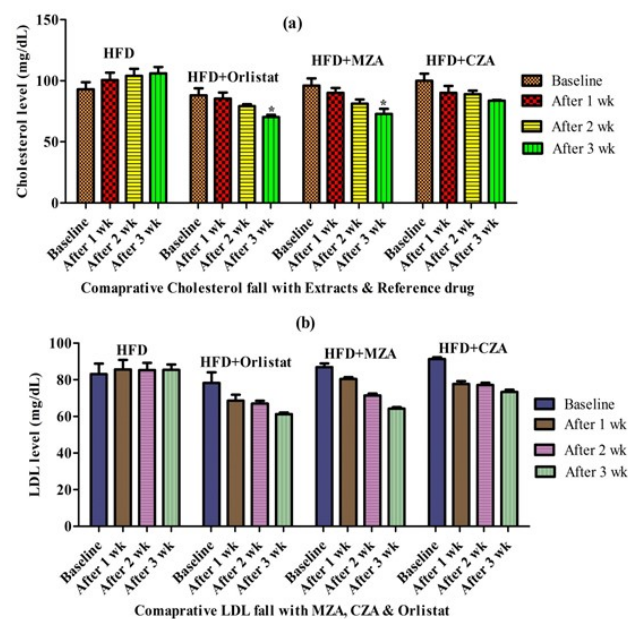 (a)
Cholesterol level (mg/dL)
150
100
50
0
HFD
HFD+Orlistat
HFD+MZA
HFD+CZA
*
*
Baseline
After 1 wk
After 2 wk
After 3 wk
Baseline
After 1 wk
After 2 wk
After 3 wk
Baseline
After 1 wk
After 2 wk
After 3 wk
Baseline
After 1 wk
After 2 wk
After 3 wk
Baseline
After 1 wk
After 2 wk
After 3 wk
Comaprative Cholesterol fall with Extracts & Reference drug
(b)
LDL level (mg/dL)
100
80
60
40
20
0
HFD
HFD+Orlistat
HFD+MZA
HFD+CZA
Baseline
After 1 wk
After 2 wk
After 3 wk
Baseline
After 1 wk
After 2 wk
After 3 wk
Baseline
After 1 wk
After 2 wk
After 3 wk
Baseline
After 1 wk
After 2 wk
After 3 wk
Baseline
After 1 wk
After 2 wk
After 3 wk
Comaprative LDL fall with MZA, CZA & Orlistat